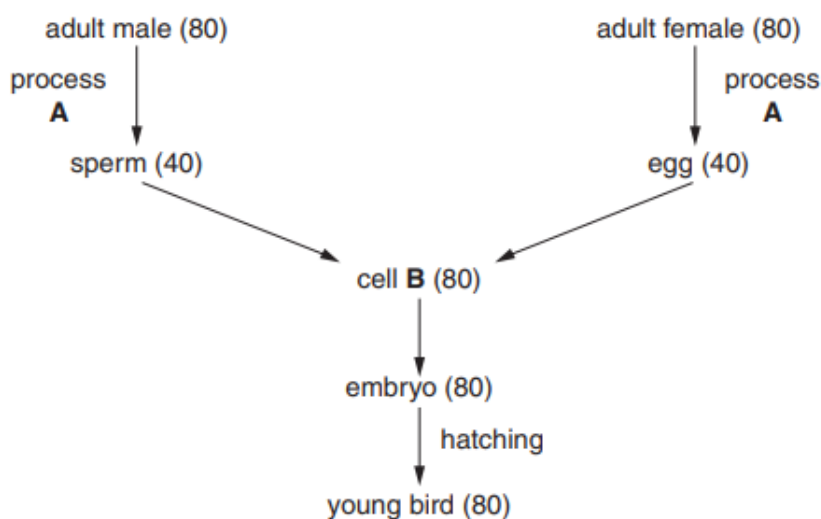 adult male (80)
adult female (80)
process
A
process
A
sperm (40)
egg (40)
cell B (80)
embryo (80)
hatching
young bird (80)